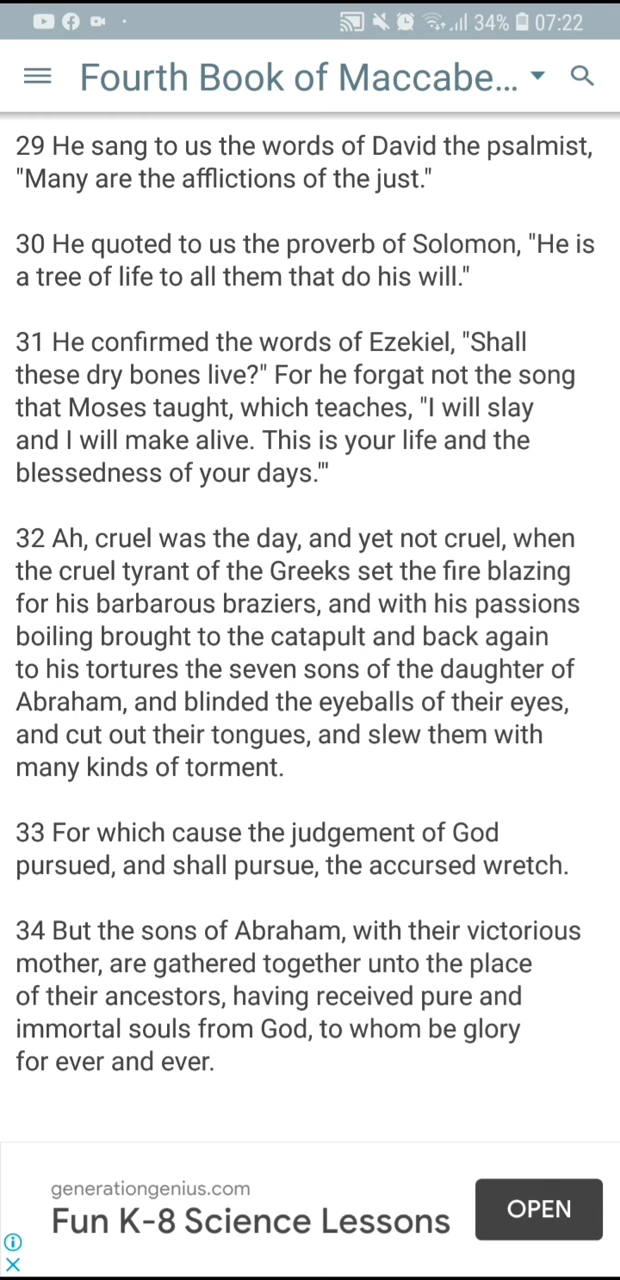 34% 07:22
Fourth Book of Maccabe...
29 He sang to us the words of David the psalmist,
"Many are the afflictions of the just."
30 He quoted to us the proverb of Solomon, "He is
a tree of life to all them that do his will."
31 He confirmed the words of Ezekiel, "Shall
these dry bones live?" For he forgat not the song
that Moses taught, which teaches, "I will slay
and I will make alive. This is your life and the
blessedness of your days.'"
32 Ah, cruel was the day, and yet not cruel, when
the cruel tyrant of the Greeks set the fire blazing
for his barbarous braziers, and with his passions
boiling brought to the catapult and back again
to his tortures the seven sons of the daughter of
Abraham, and blinded the eyeballs of their eyes,
and cut out their tongues, and slew them with
many kinds of torment.
33 For which cause the judgement of God
pursued, and shall pursue, the accursed wretch.
34 But the sons of Abraham, with their victorious
mother, are gathered together unto the place
of their ancestors, having received pure and
immortal souls from God, to whom be glory
for ever and ever.
generationgenius.com
Fun K-8 Science Lessons
OPEN